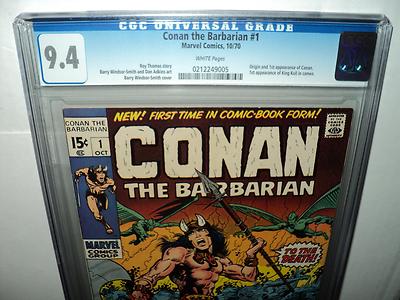 CGC UNIVERSAL GRADE
9.4
Conan the Barbarian #1
Marvel Comics, 10/70
WHITE Pages
0212249005
Roy Thomas story
Barry Windsor-Smith and Dan Adkins art
Barry Windsor-Smith cover
Origin and 1st appearance of Conan.
1st appearance of King Kull in cameo.
NEW! FIRST TIME IN COMIC-BOOK FORM!
CONAN
THE BARBARIAN
15¢
1
OCT
CONAN
THE BARBARIAN
MARVEL
COMICS
GROUP
TO THE
DEATH!